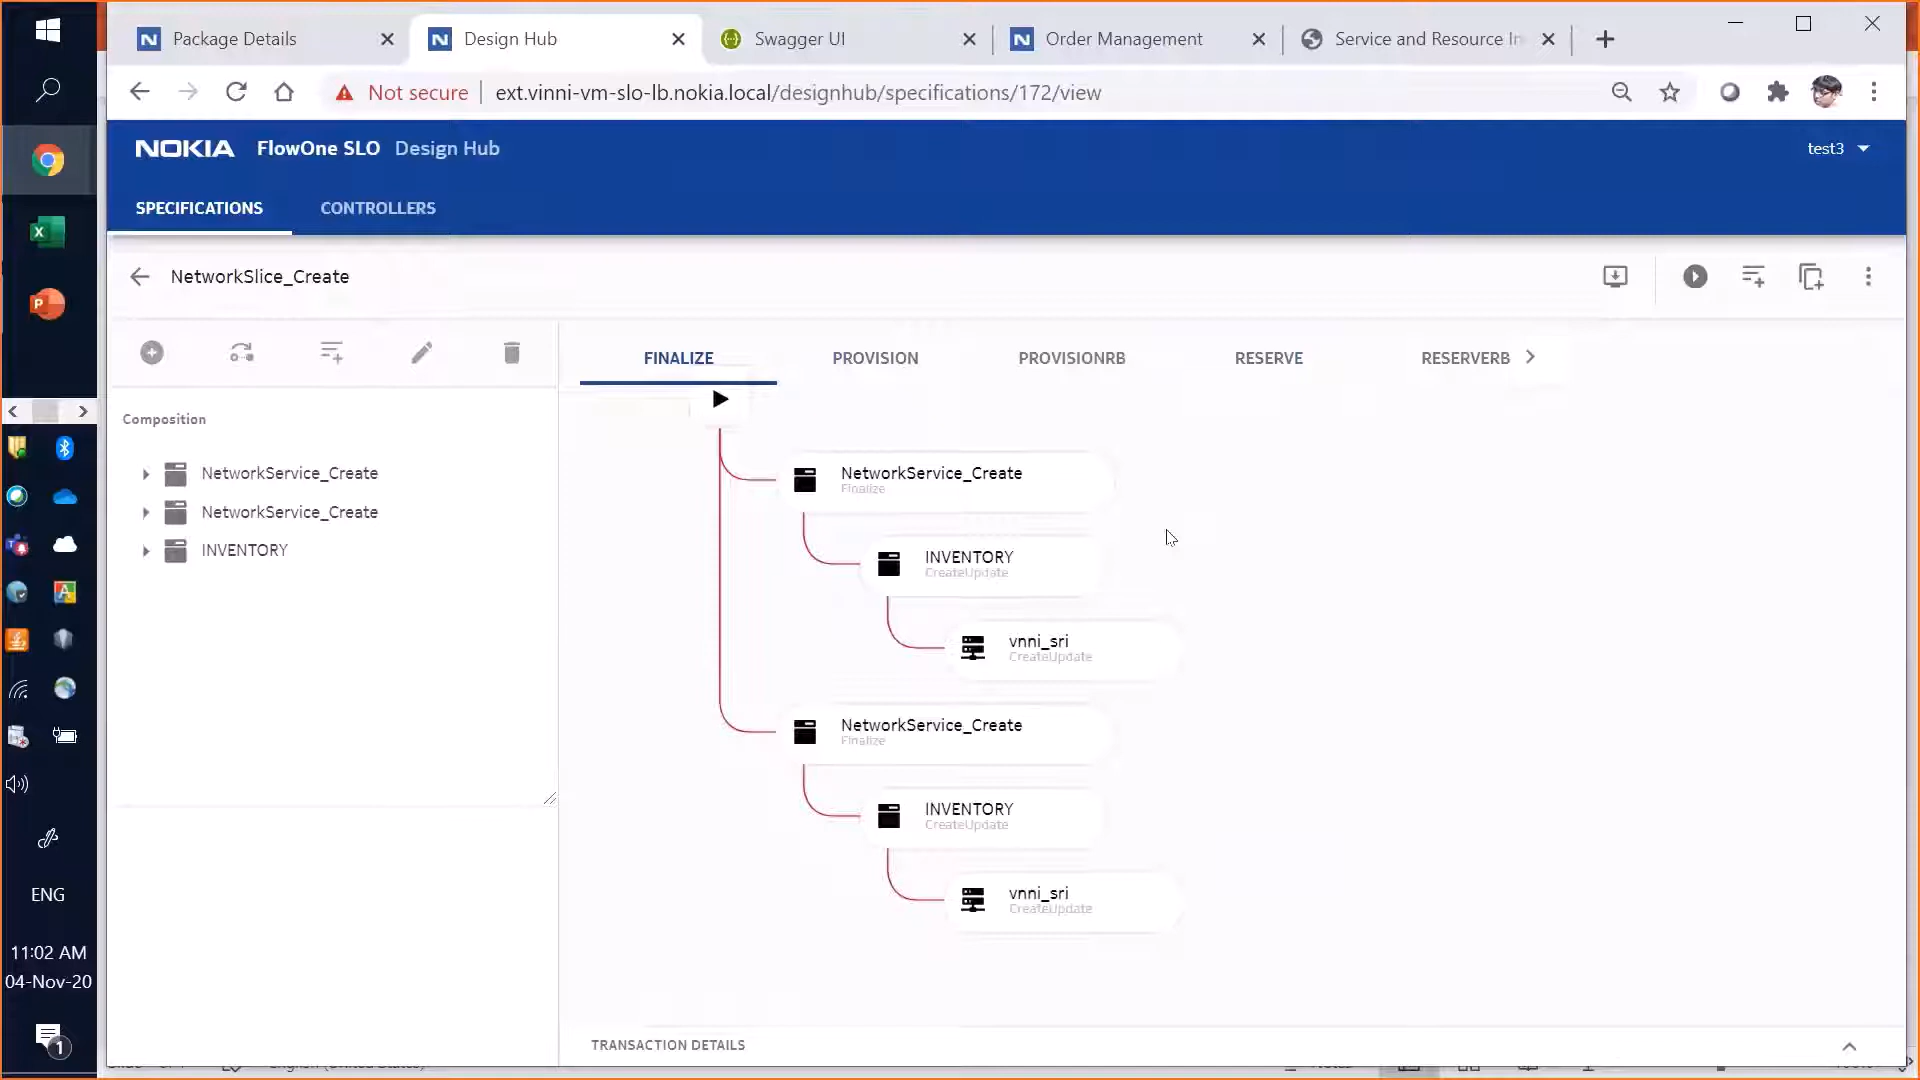 Package Details
Design Hub
Swagger UI
Order Management
Service and Resource In
Not secure
ext.vinni-vm-slo-lb.nokia.local/designhub/specifications/172/view
NOKIA FlowOne SLO Design Hub
test3
SPECIFICATIONS
CONTROLLERS
NetworkSlice_Create
FINALIZE
PROVISION
PROVISIONRB
RESERVE
RESERVERB
Composition
NetworkService_Create
NetworkService_Create
INVENTORY
NetworkService_Create
Finalize
INVENTORY
CreateUpdate
vnni_sri
CreateUpdate
NetworkService_Create
Finalize
INVENTORY
CreateUpdate
vnni_sri
CreateUpdate
TRANSACTION DETAILS
ENG
11:02 AM
04-Nov-20
1